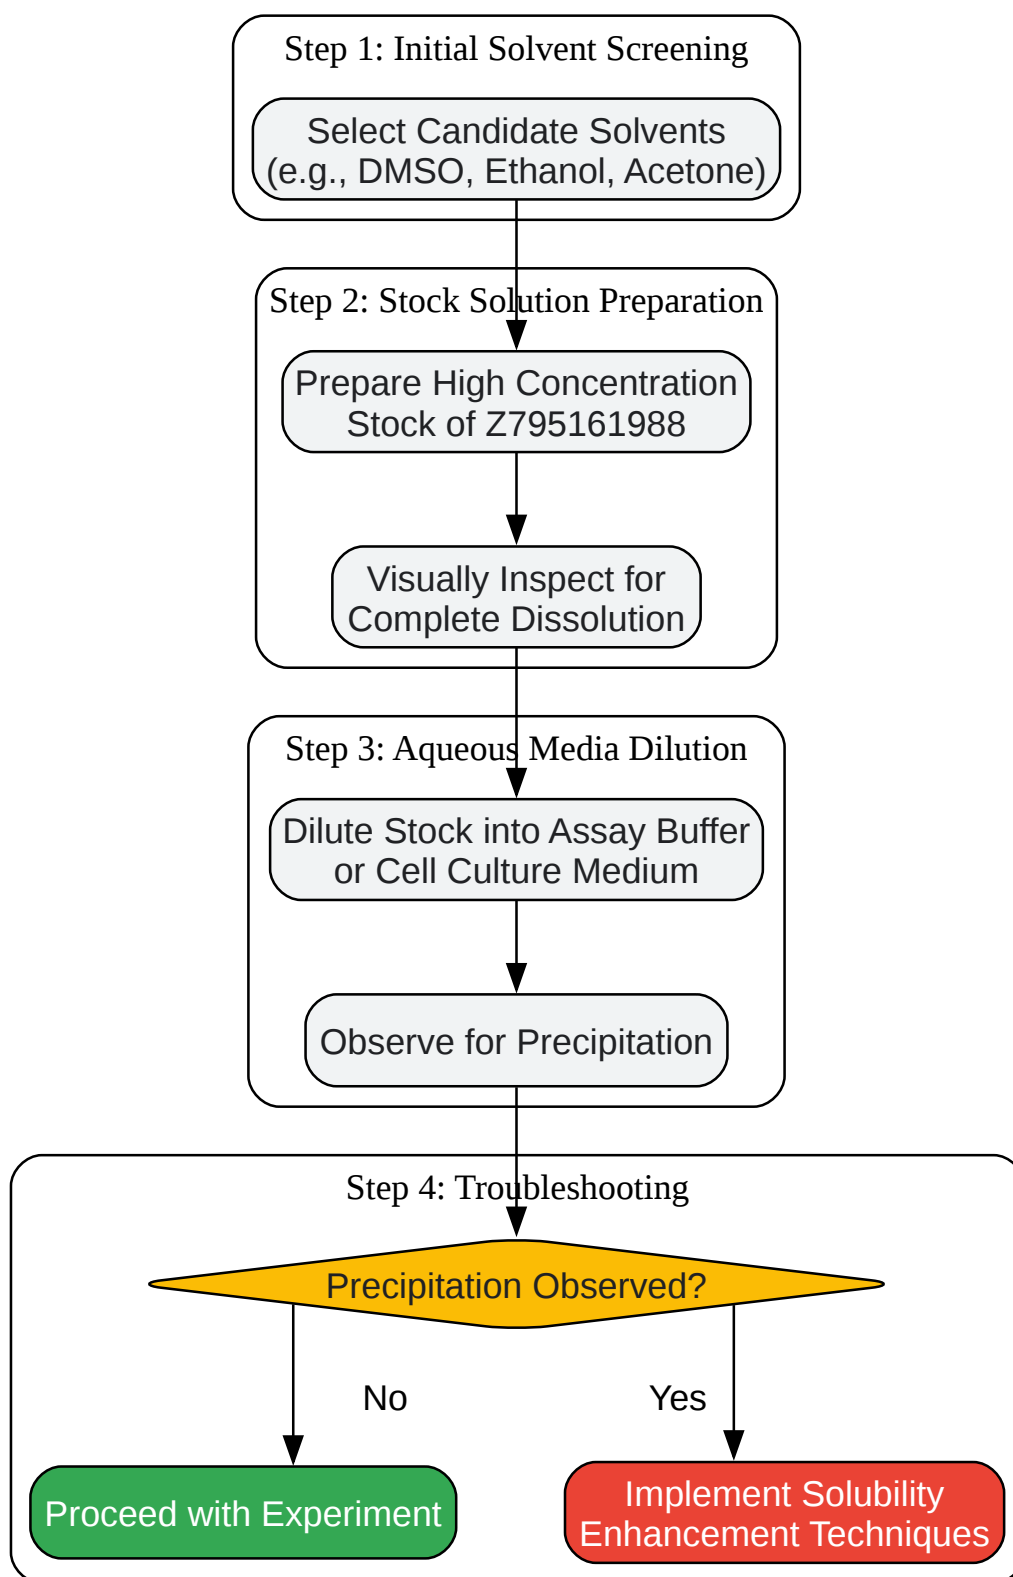 Step 1: Initial Solvent Screening
Select Candidate Solvents
(e.g., DMSO, Ethanol, Acetone)
Step 2: Stock Solution Preparation
Prepare High Concentration
Stock of Z795161988
Visually Inspect for
Complete Dissolution
Step 3: Aqueous Media Dilution
Dilute Stock into Assay Buffer
or Cell Culture Medium
Observe for Precipitation
Step 4: Troubleshooting
Precipitation Observed?
No
Yes
Proceed with Experiment
Implement Solubility
Enhancement Techniques